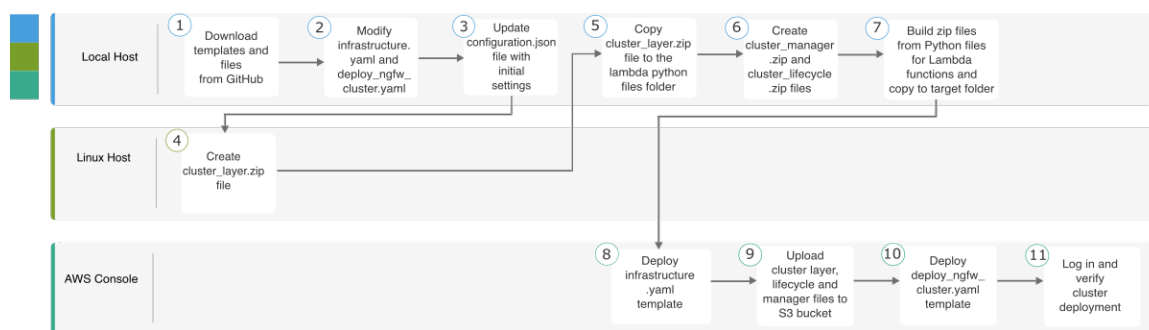 Local Host
1
Download
templates and
files
from GitHub
2
Modify
infrastructure.
yaml and
deploy_ngfw_
cluster.yaml
3
Update
configuration.json
file with
initial
settings
5
Copy
cluster_layer.zip
file to the
lambda python
files folder
6
Create
cluster_manager
.zip and
cluster_lifecycle
.zip files
7
Build zip files
from Python files
for Lambda
functions and
copy to target folder
Linux Host
4
Create
cluster_layer.zip
file
AWS Console
8
Deploy
infrastructure
.yaml
template
9
Upload
cluster layer,
lifecycle and
manager files to
S3 bucket
10
Deploy
deploy_ngfw_
cluster.yaml
template
11
Log in and
verify
cluster
deployment